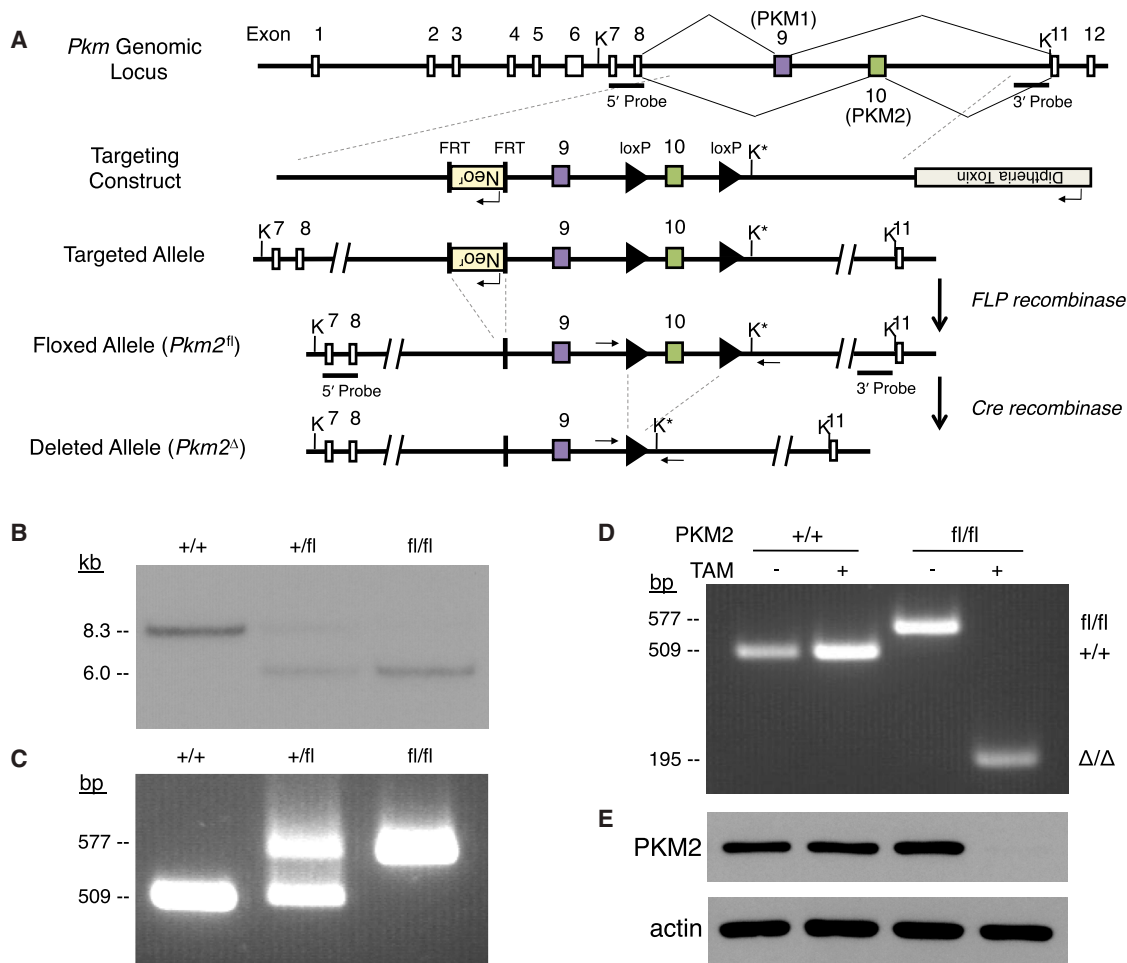 A
Pkm Genomic
Locus
Exon 1 2 3 4 5 6 K 7 8 (PKM1) 9 K 11 12
5′ Probe
10
(PKM2)
3′ Probe
Targeting
Construct
FRT FRT 9 loxP 10 loxP K*
Neoʳ
Diptheria Toxin
Targeted Allele
K 7 8 9 10 K* K 11
Neoʳ
FLP recombinase
Floxed Allele (Pkm2ᶠˡ)
K 7 8 9 10 K* K 11
5′ Probe
3′ Probe
Cre recombinase
Deleted Allele (Pkm2Δ)
K 7 8 9 K* K 11
B
kb
+/+ +/fl fl/fl
8.3 --
6.0 --
C
bp
+/+ +/fl fl/fl
577 --
509 --
D
PKM2 +/+ fl/fl
TAM - + - +
bp
577 -- fl/fl
509 -- +/+
195 -- Δ/Δ
E
PKM2
actin